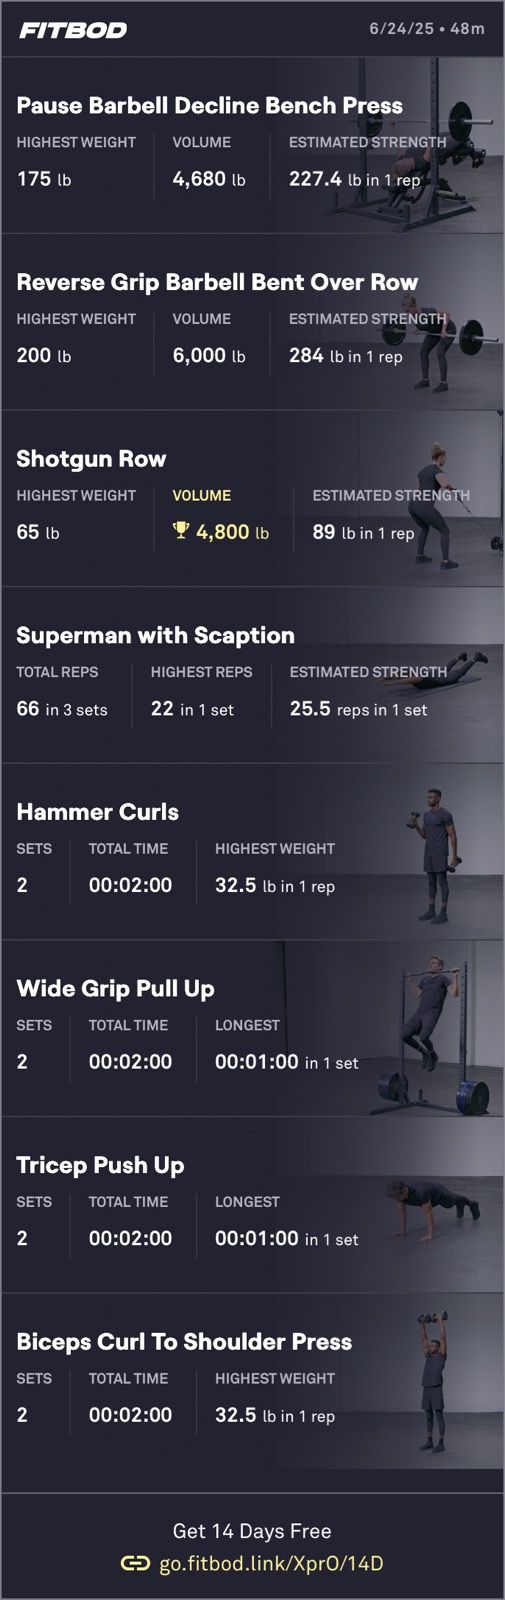 FITBOD
6/24/25 • 48m
Pause Barbell Decline Bench Press
HIGHEST WEIGHT VOLUME ESTIMATED STRENGTH
175 lb 4,680 lb 227.4 lb in 1 rep
Reverse Grip Barbell Bent Over Row
HIGHEST WEIGHT VOLUME ESTIMATED STRENGTH
200 lb 6,000 lb 284 lb in 1 rep
Shotgun Row
HIGHEST WEIGHT VOLUME ESTIMATED STRENGTH
65 lb 4,800 lb 89 lb in 1 rep
Superman with Scaption
TOTAL REPS HIGHEST REPS ESTIMATED STRENGTH
66 in 3 sets 22 in 1 set 25.5 reps in 1 set
Hammer Curls
SETS TOTAL TIME HIGHEST WEIGHT
2 00:02:00 32.5 lb in 1 rep
Wide Grip Pull Up
SETS TOTAL TIME LONGEST
2 00:02:00 00:01:00 in 1 set
Tricep Push Up
SETS TOTAL TIME LONGEST
2 00:02:00 00:01:00 in 1 set
Biceps Curl To Shoulder Press
SETS TOTAL TIME HIGHEST WEIGHT
2 00:02:00 32.5 lb in 1 rep
Get 14 Days Free
go.fitbod.link/XprO/14D